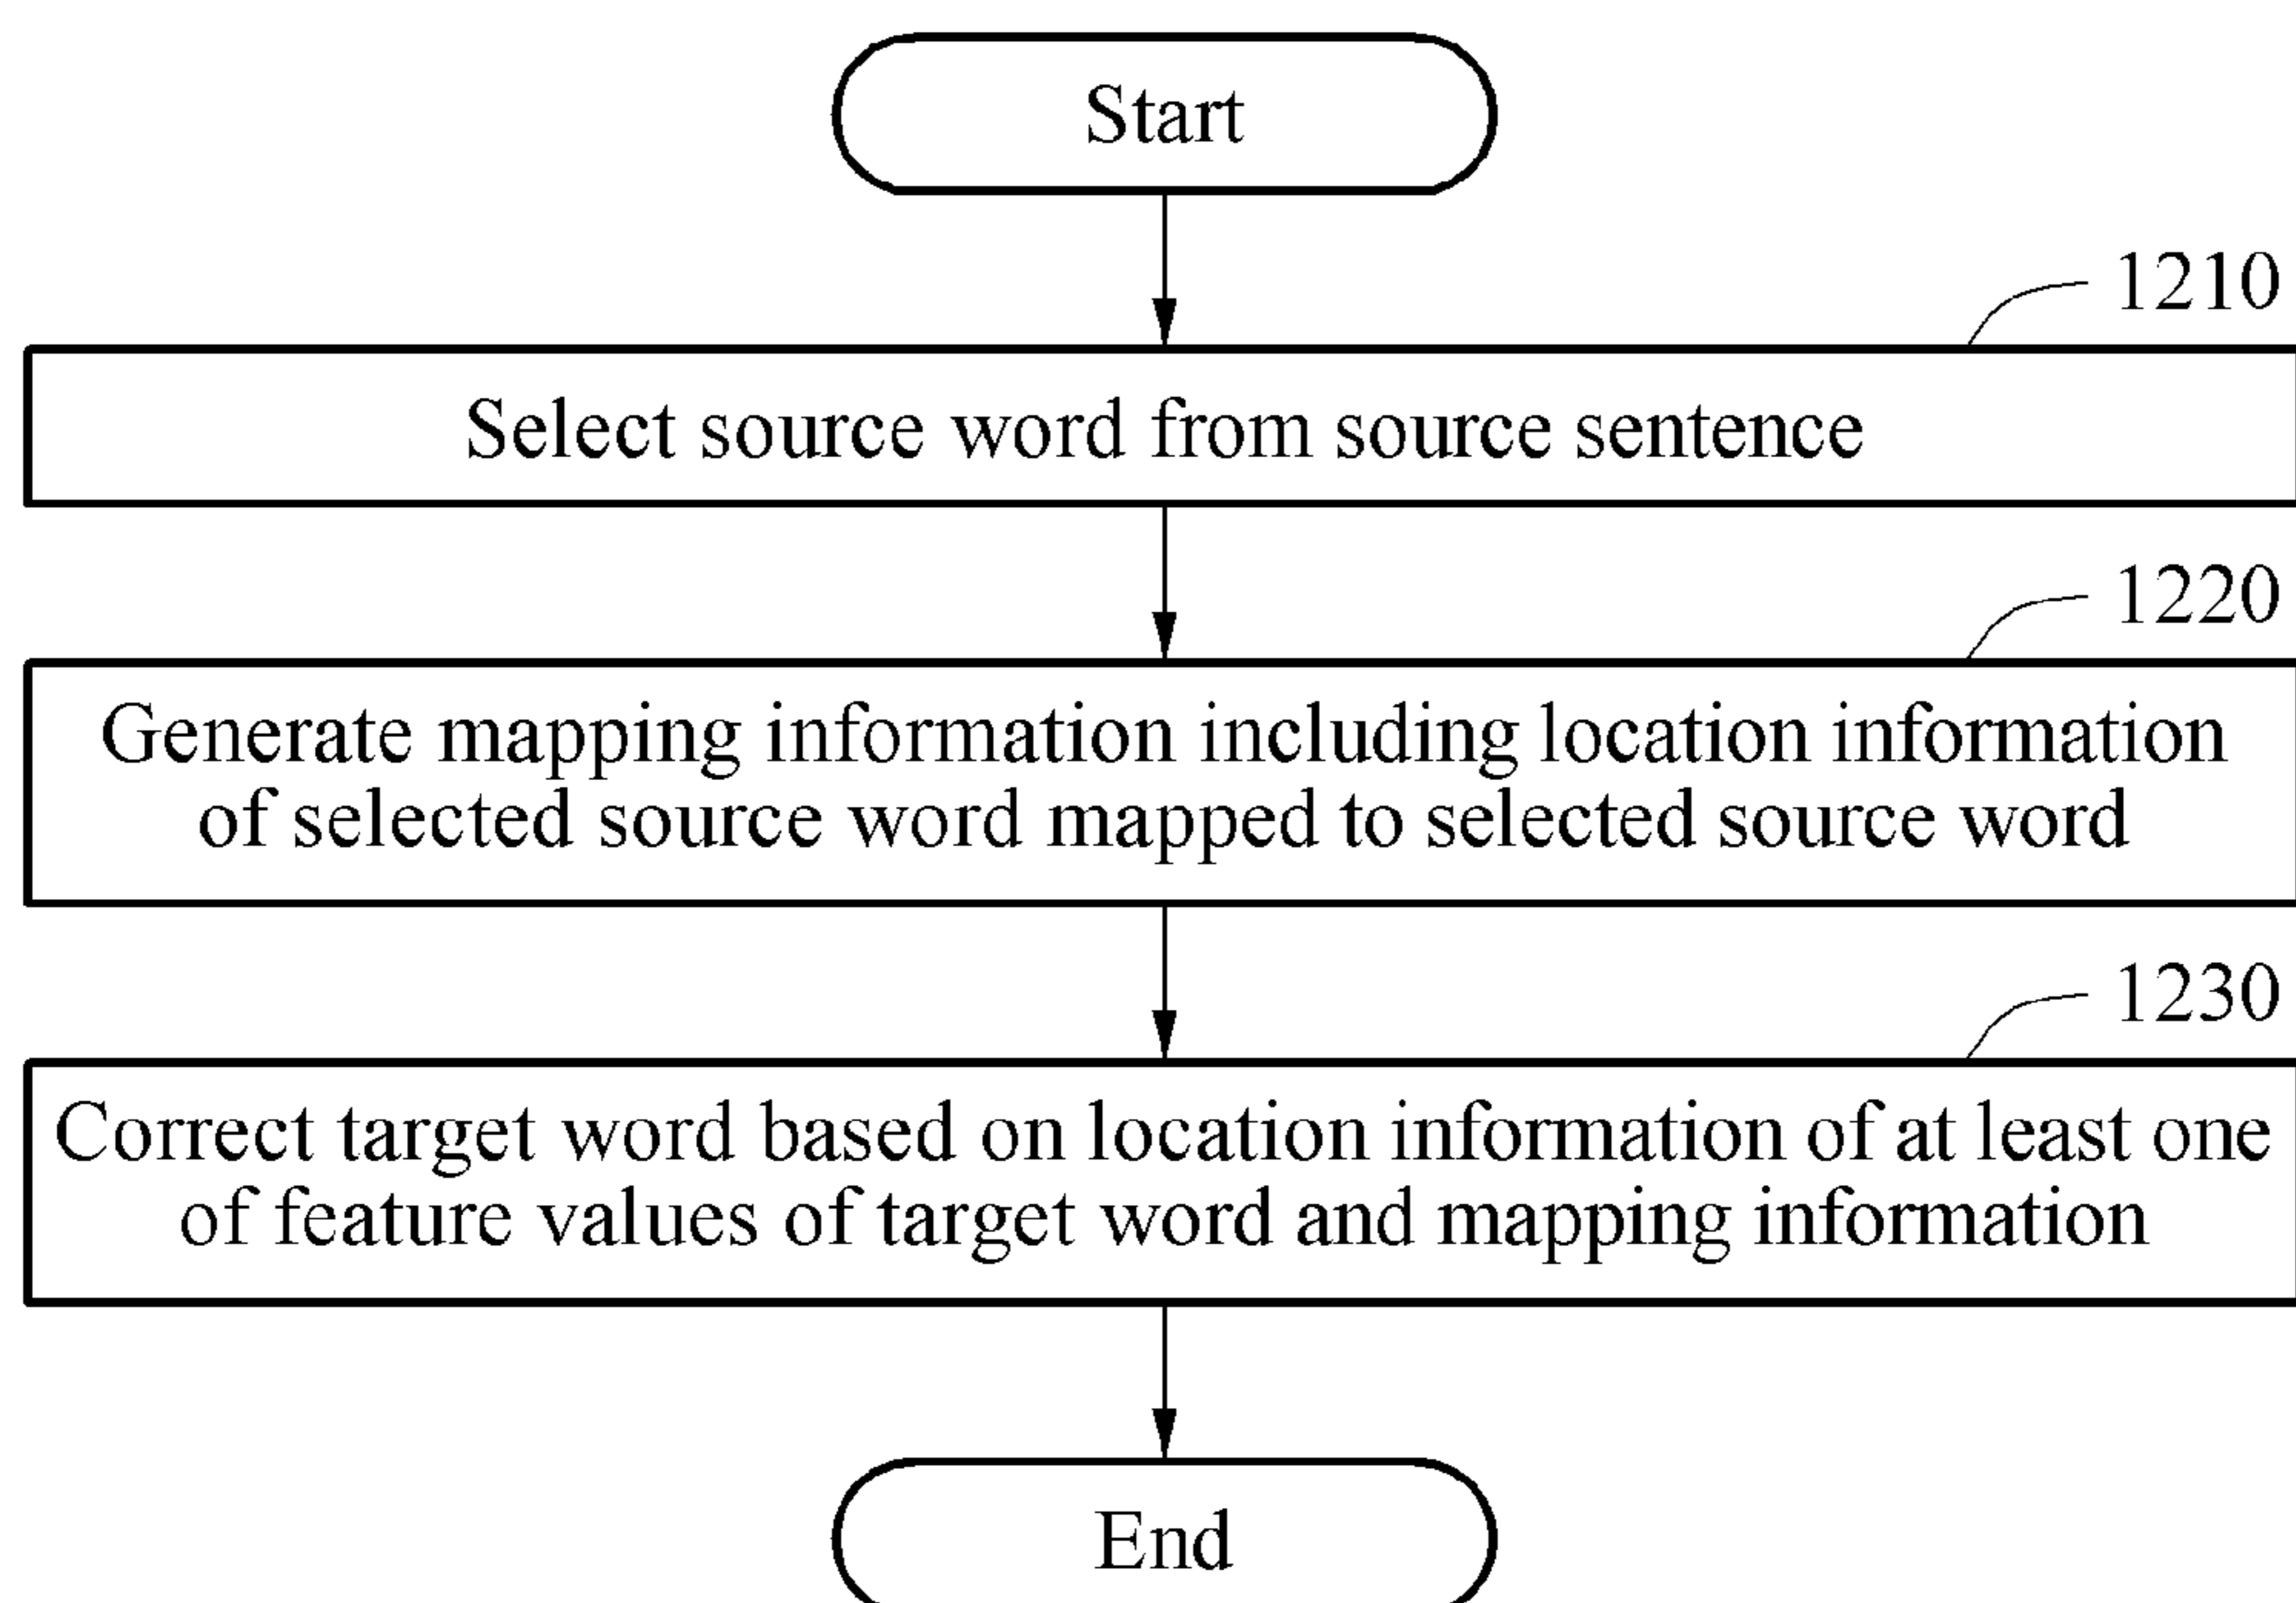 Start
1210
Select source word from source sentence
1220
Generate mapping information including location information
of selected source word mapped to selected source word
1230
Correct target word based on location information of at least one
of feature values of target word and mapping information
End